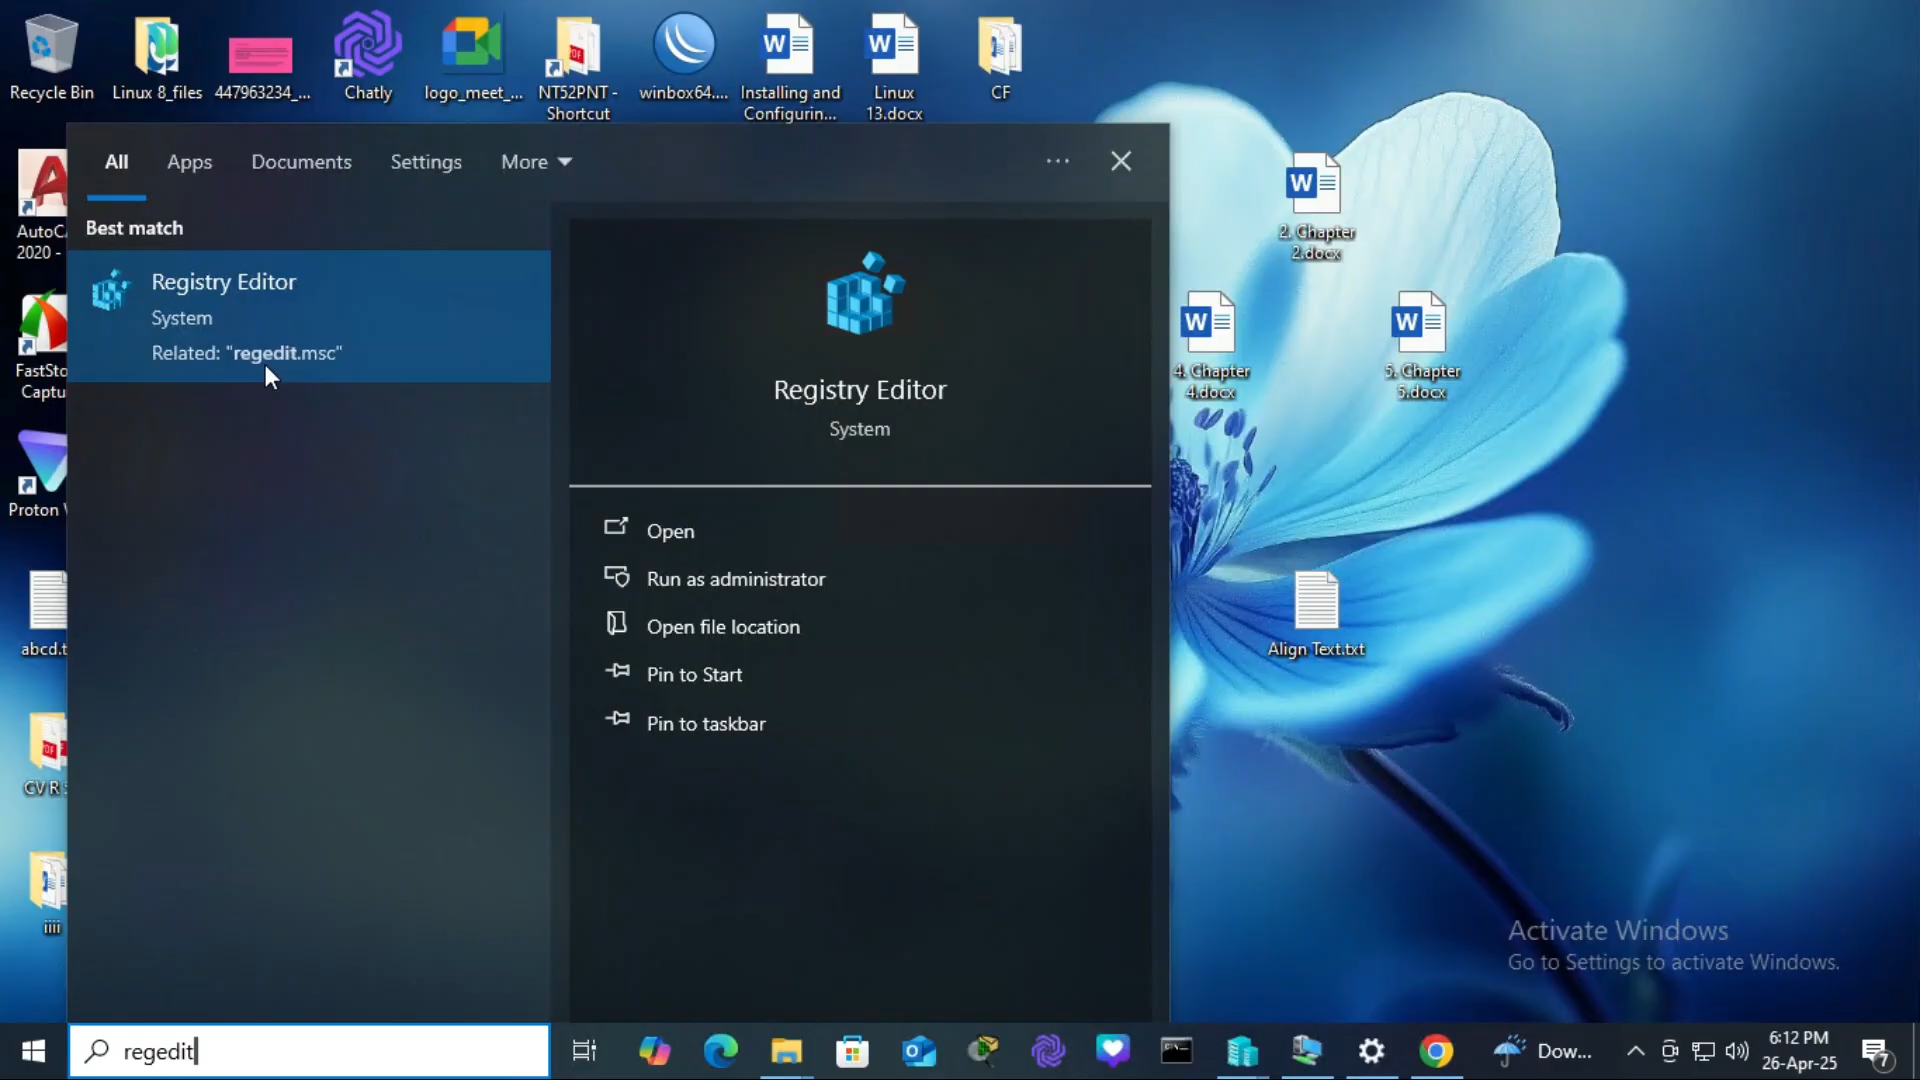 Recycle Bin
Linux 8_files
447963234_...
Chatly
logo_meet_...
NT52PNT -
Shortcut
winbox64....
Installing and
Configurin...
Linux
13.docx
CF
All
Apps
Documents
Settings
More
Best match
Registry Editor
System
Related: "regedit.msc"
Registry Editor
System
Open
Run as administrator
Open file location
Pin to Start
Pin to taskbar
AutoCA
2020 -
FastSto
Captu
Proton
abcd.t
CV R
iiii
2. Chapter
2.docx
4. Chapter
4.docx
5. Chapter
5.docx
Align Text.txt
Activate Windows
Go to Settings to activate Windows.
regedit
Dow...
6:12 PM
26-Apr-25
7